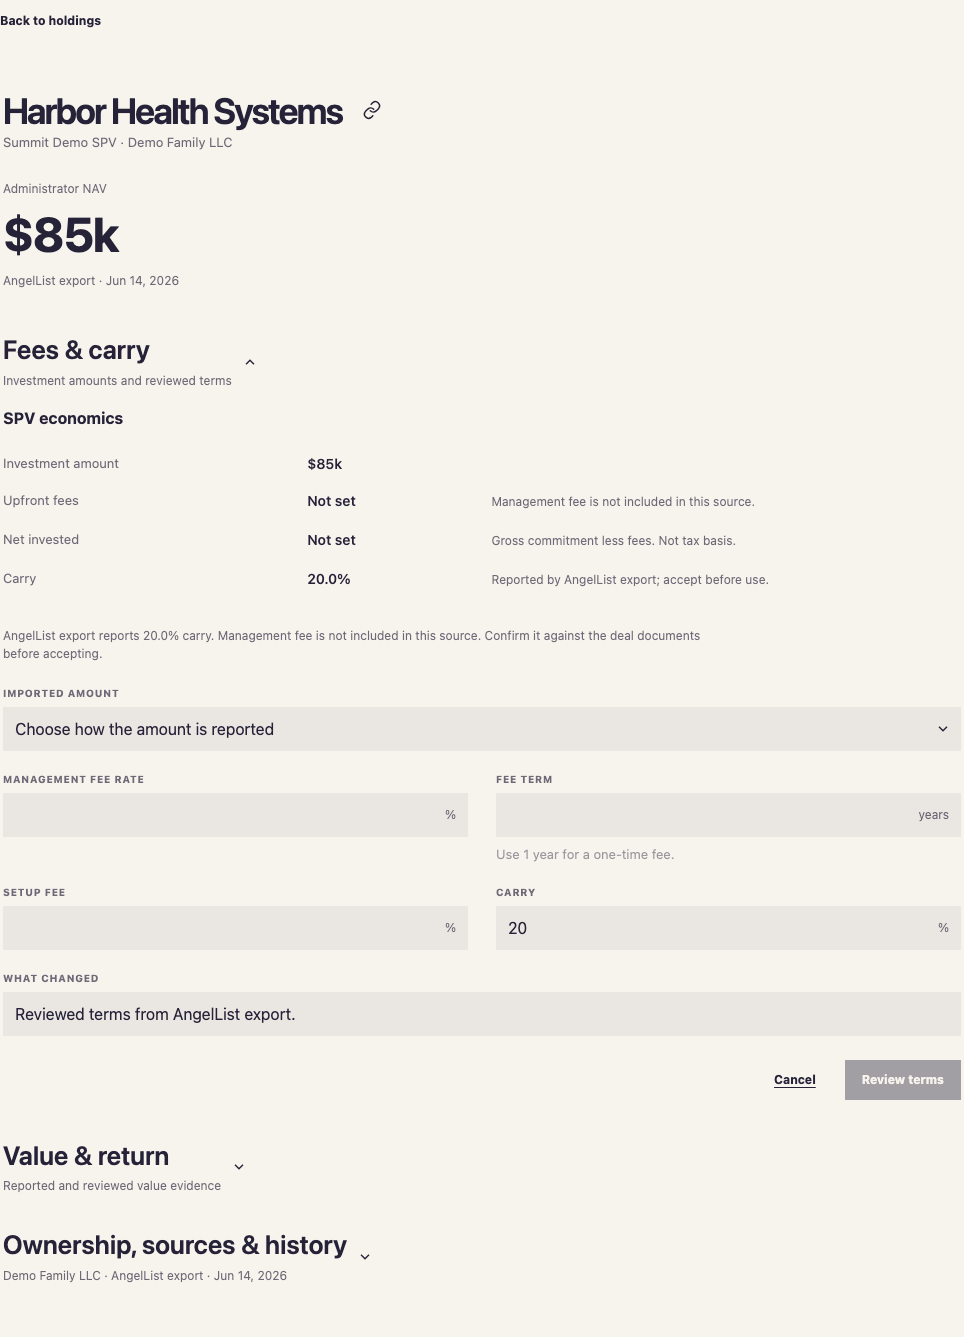 Back to holdings
Harbor Health Systems
Summit Demo SPV · Demo Family LLC
Administrator NAV
$85k
AngelList export · Jun 14, 2026
Fees & carry
Investment amounts and reviewed terms
SPV economics
Investment amount $85k
Upfront fees Not set Management fee is not included in this source.
Net invested Not set Gross commitment less fees. Not tax basis.
Carry 20.0% Reported by AngelList export; accept before use.
AngelList export reports 20.0% carry. Management fee is not included in this source. Confirm it against the deal documents
before accepting.
IMPORTED AMOUNT
Choose how the amount is reported
MANAGEMENT FEE RATE FEE TERM
% years
Use 1 year for a one-time fee.
SETUP FEE CARRY
% 20 %
WHAT CHANGED
Reviewed terms from AngelList export.
Cancel Review terms
Value & return
Reported and reviewed value evidence
Ownership, sources & history
Demo Family LLC · AngelList export · Jun 14, 2026